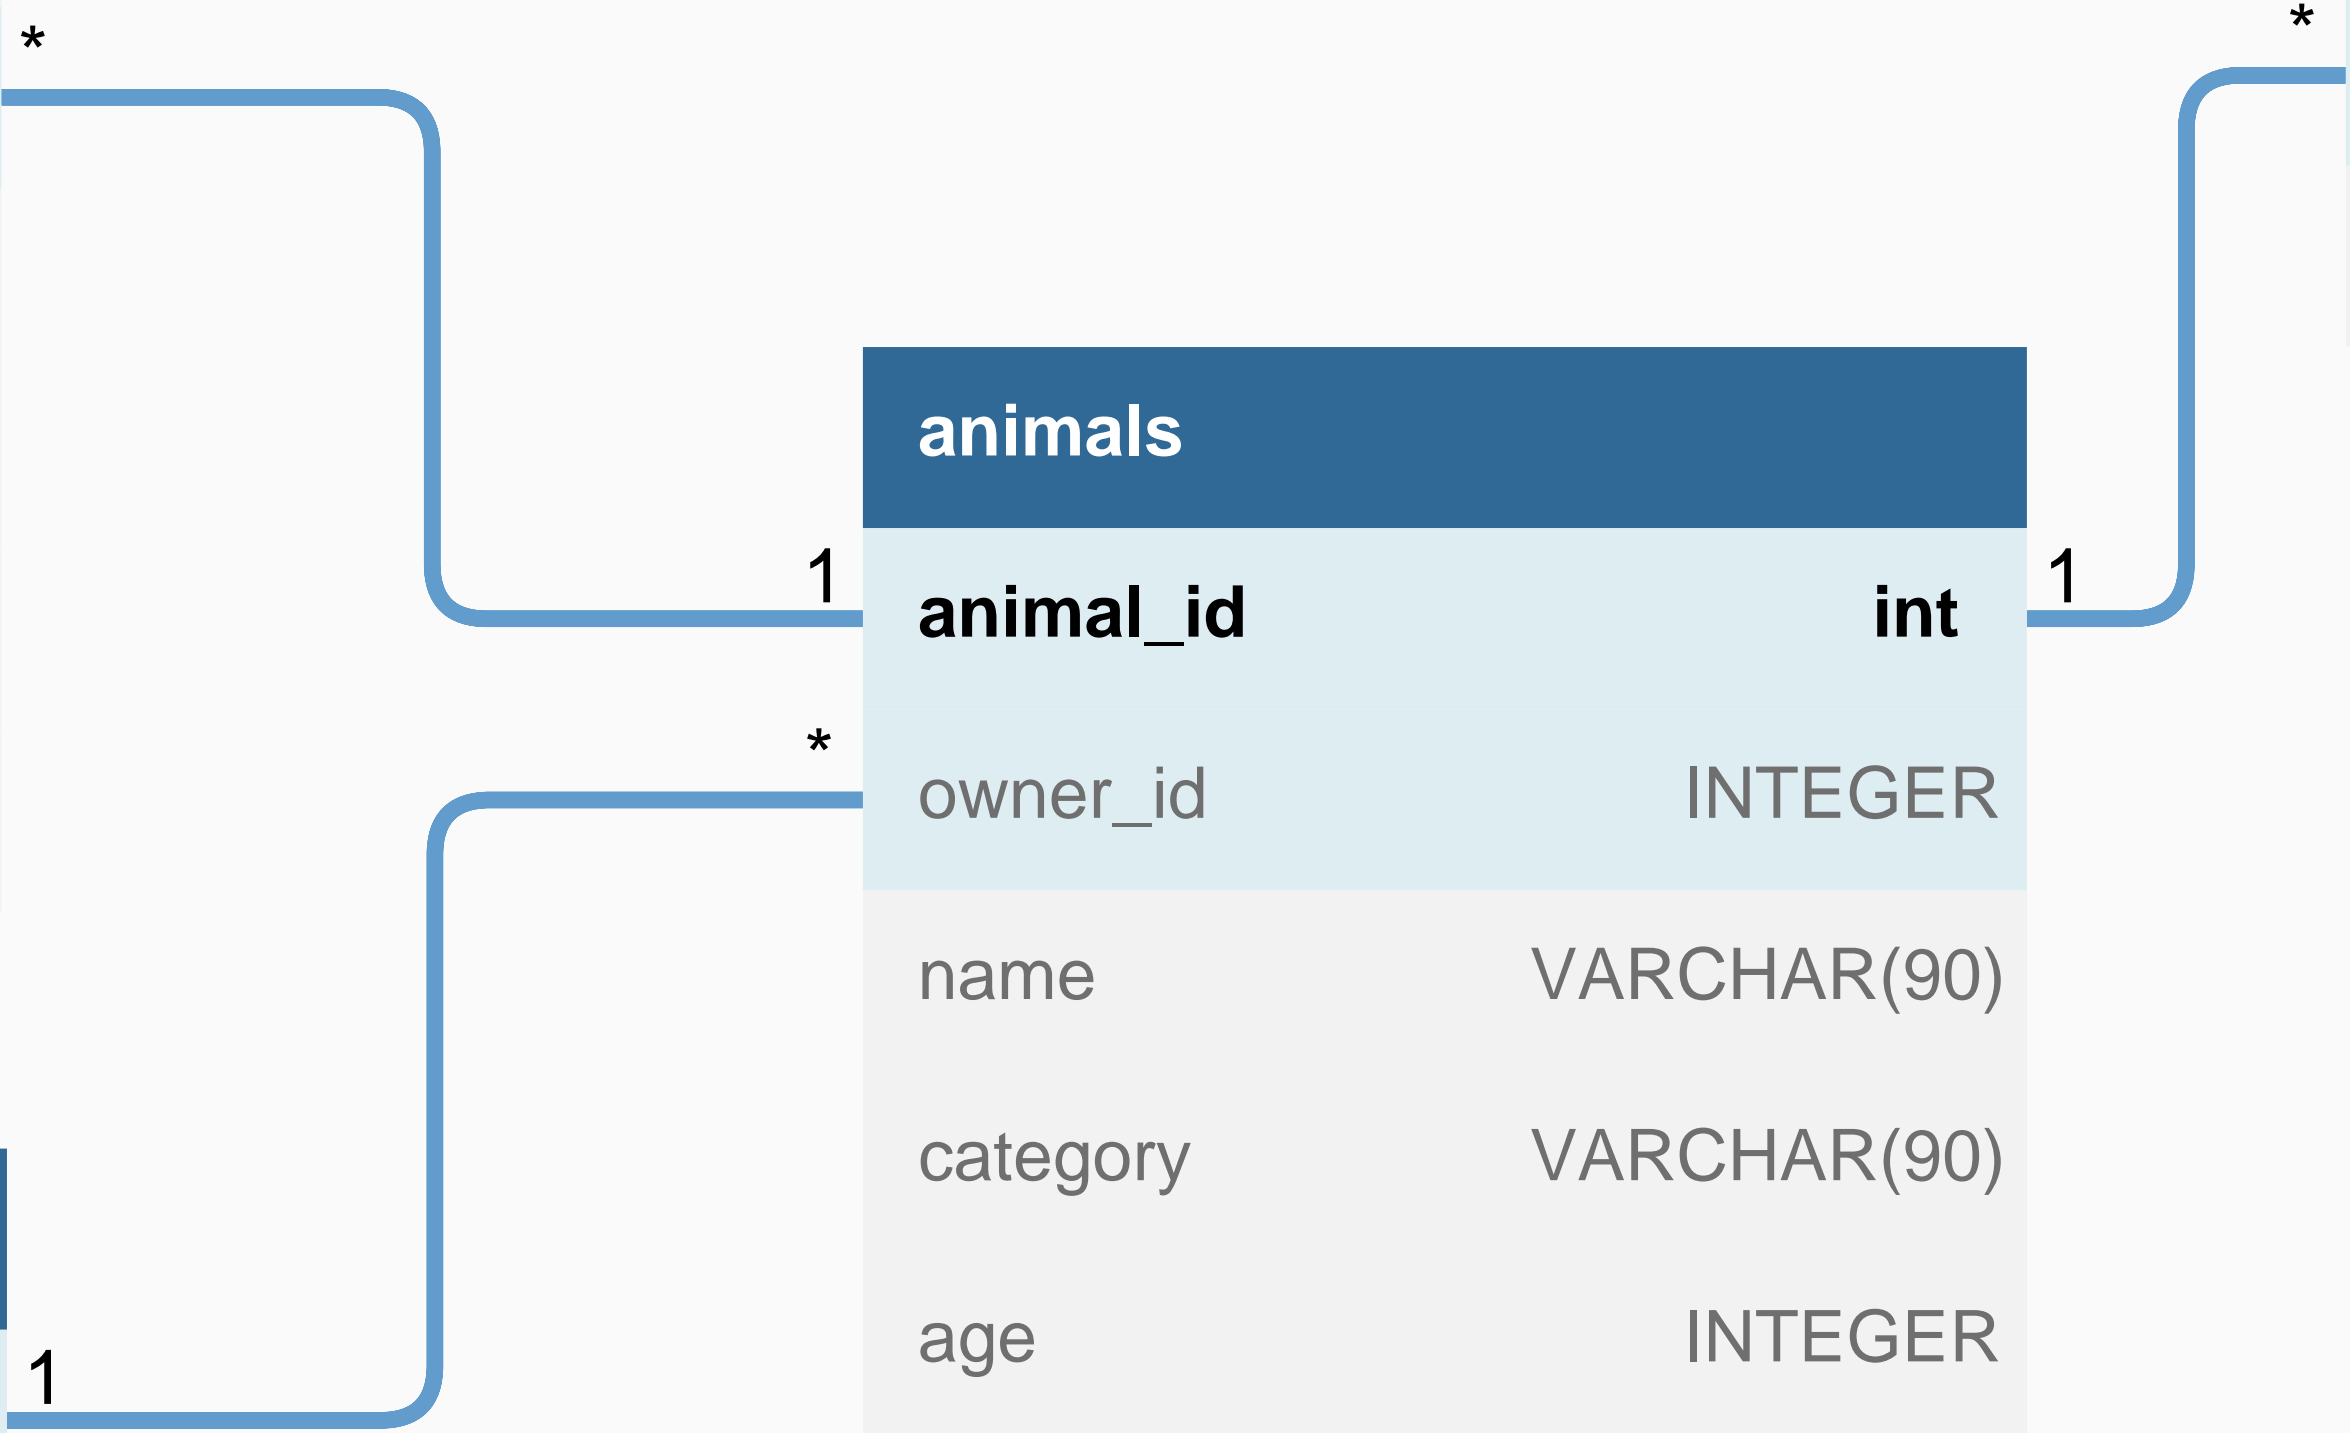 *
*
animals
1
animal_id int
1
*
owner_id INTEGER
name VARCHAR(90)
category VARCHAR(90)
age INTEGER
1